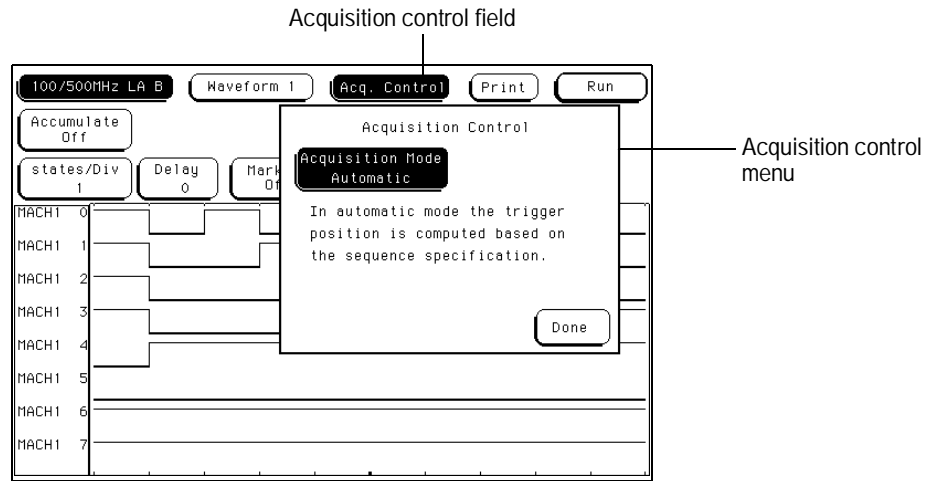 Acquisition control field
100/500MHz LA B Waveform 1 Acq. Control Print Run
Accumulate
Off
Acquisition Control
states/Div
1
Delay
0
Mark
Of
Acquisition Mode
Automatic
In automatic mode the trigger
position is computed based on
the sequence specification.
Done
Acquisition control
menu
MACH1 0
MACH1 1
MACH1 2
MACH1 3
MACH1 4
MACH1 5
MACH1 6
MACH1 7